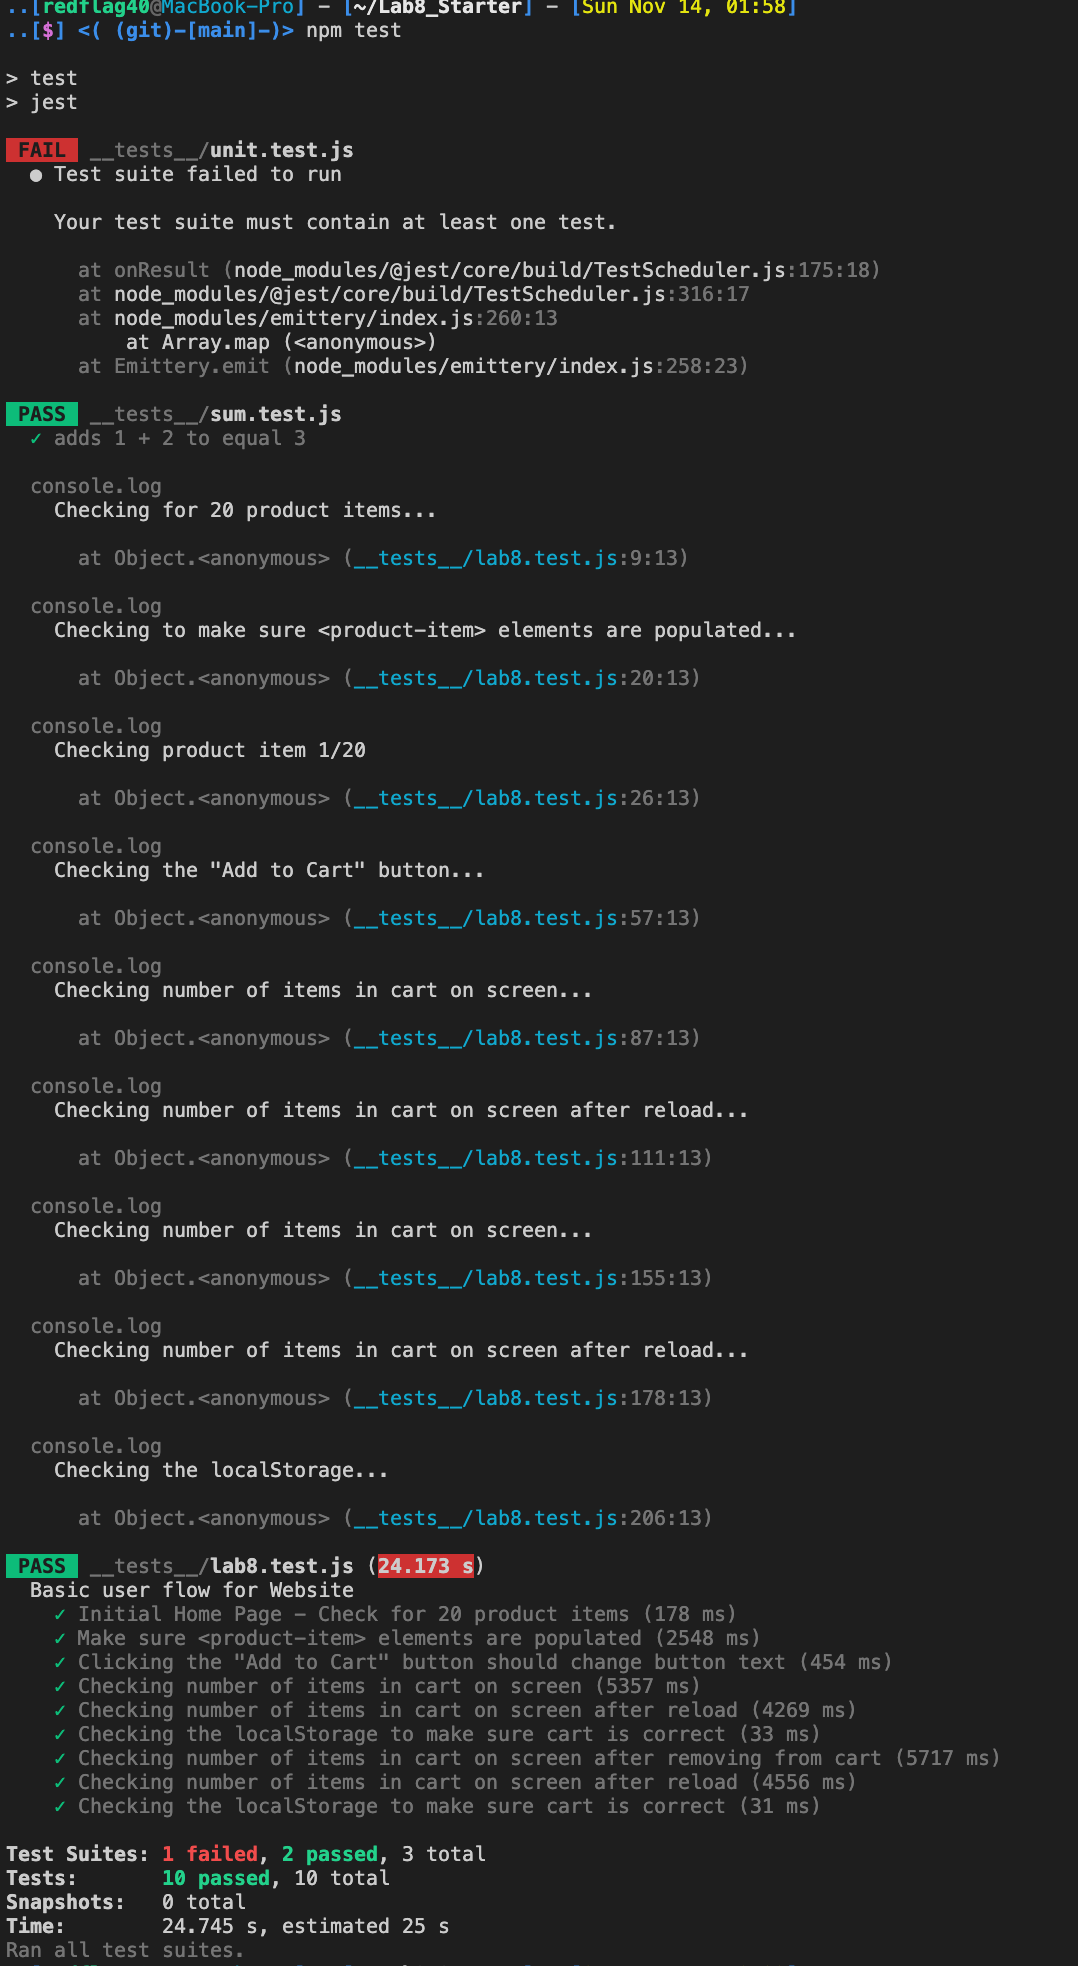 ..[redflag40@MacBook-Pro] - [~/Lab8_Starter] - [Sun Nov 14, 01:58]
..[$] <( (git)-[main]-)> npm test
> test
> jest
FAIL __tests__/unit.test.js
● Test suite failed to run
Your test suite must contain at least one test.
at onResult (node_modules/@jest/core/build/TestScheduler.js:175:18)
at node_modules/@jest/core/build/TestScheduler.js:316:17
at node_modules/emittery/index.js:260:13
at Array.map (<anonymous>)
at Emittery.emit (node_modules/emittery/index.js:258:23)
PASS __tests__/sum.test.js
✓ adds 1 + 2 to equal 3
console.log
Checking for 20 product items...
at Object.<anonymous> (__tests__/lab8.test.js:9:13)
console.log
Checking to make sure <product-item> elements are populated...
at Object.<anonymous> (__tests__/lab8.test.js:20:13)
console.log
Checking product item 1/20
at Object.<anonymous> (__tests__/lab8.test.js:26:13)
console.log
Checking the "Add to Cart" button...
at Object.<anonymous> (__tests__/lab8.test.js:57:13)
console.log
Checking number of items in cart on screen...
at Object.<anonymous> (__tests__/lab8.test.js:87:13)
console.log
Checking number of items in cart on screen after reload...
at Object.<anonymous> (__tests__/lab8.test.js:111:13)
console.log
Checking number of items in cart on screen...
at Object.<anonymous> (__tests__/lab8.test.js:155:13)
console.log
Checking number of items in cart on screen after reload...
at Object.<anonymous> (__tests__/lab8.test.js:178:13)
console.log
Checking the localStorage...
at Object.<anonymous> (__tests__/lab8.test.js:206:13)
PASS __tests__/lab8.test.js (24.173 s)
Basic user flow for Website
✓ Initial Home Page - Check for 20 product items (178 ms)
✓ Make sure <product-item> elements are populated (2548 ms)
✓ Clicking the "Add to Cart" button should change button text (454 ms)
✓ Checking number of items in cart on screen (5357 ms)
✓ Checking number of items in cart on screen after reload (4269 ms)
✓ Checking the localStorage to make sure cart is correct (33 ms)
✓ Checking number of items in cart on screen after removing from cart (5717 ms)
✓ Checking number of items in cart on screen after reload (4556 ms)
✓ Checking the localStorage to make sure cart is correct (31 ms)
Test Suites: 1 failed, 2 passed, 3 total
Tests: 10 passed, 10 total
Snapshots: 0 total
Time: 24.745 s, estimated 25 s
Ran all test suites.